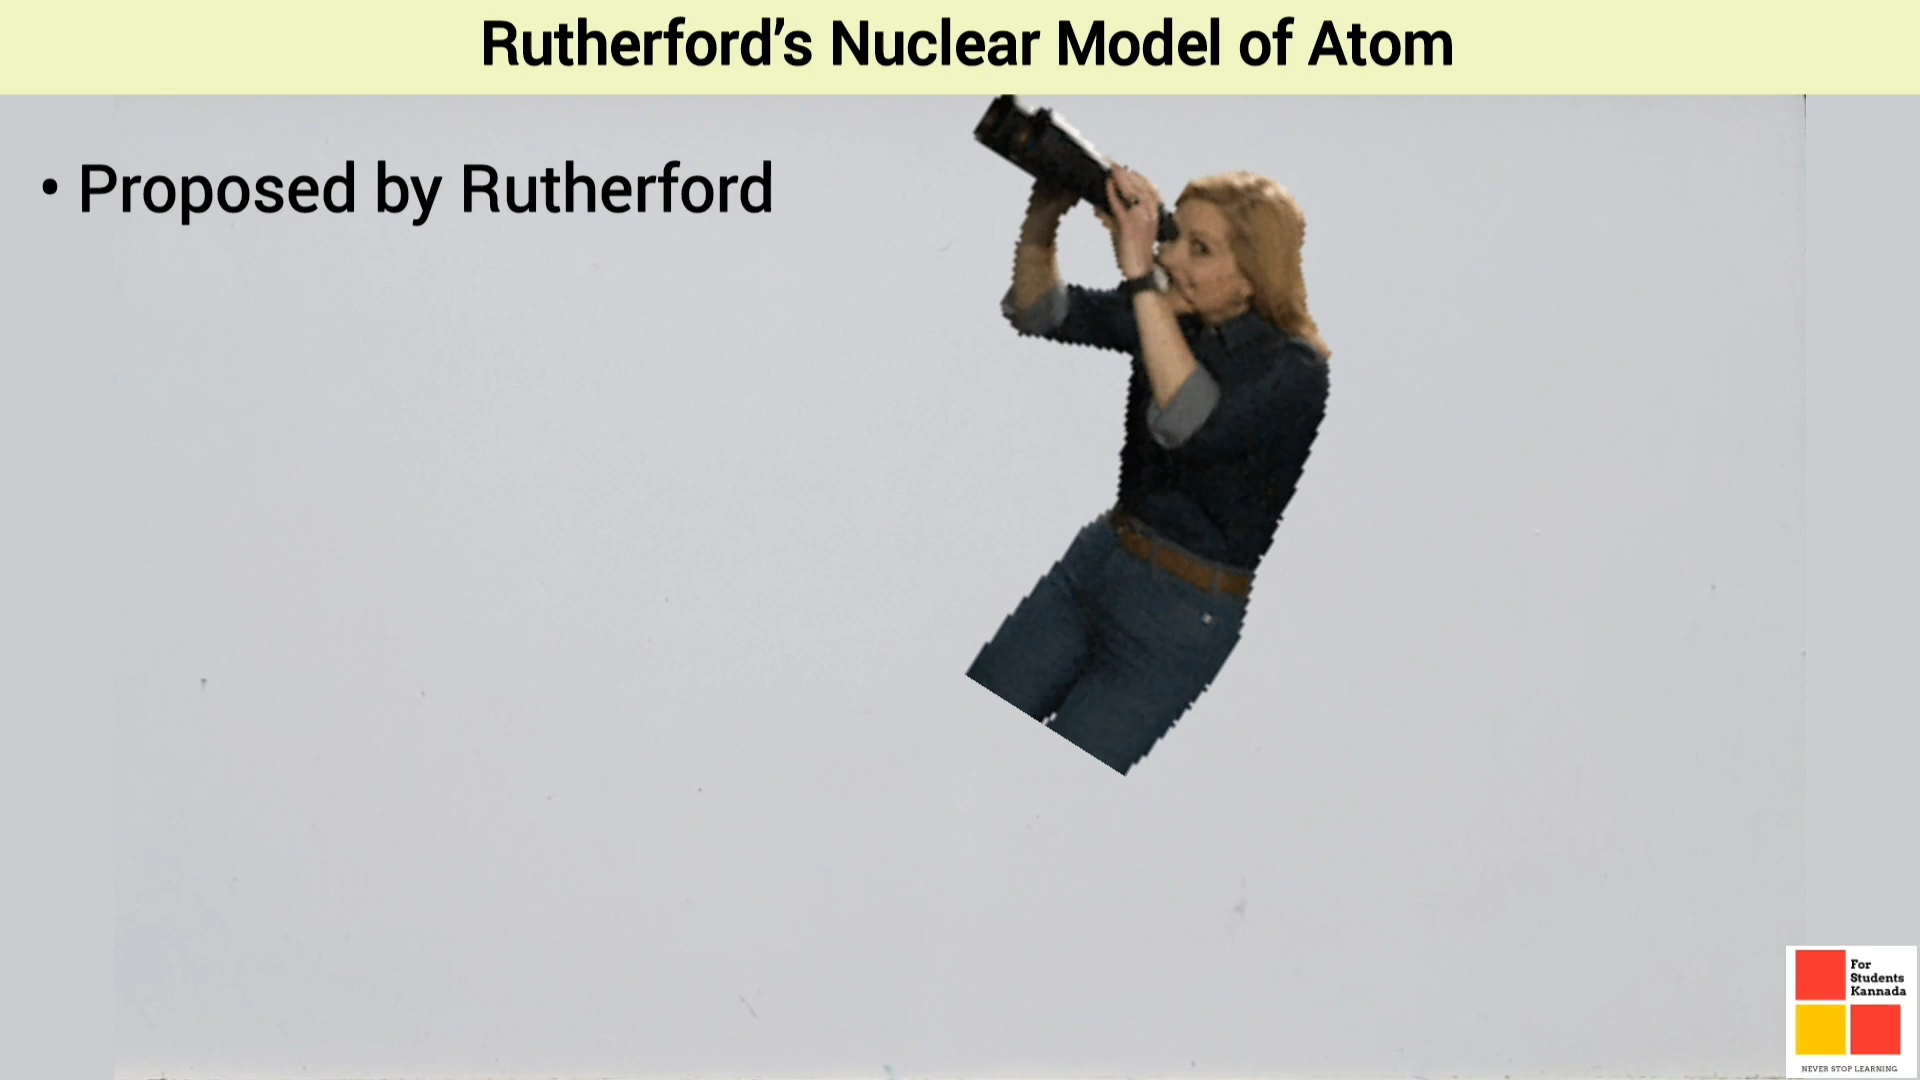 Rutherford’s Nuclear Model of Atom
• Proposed by Rutherford
For
Students
Kannada
NEVER STOP LEARNING